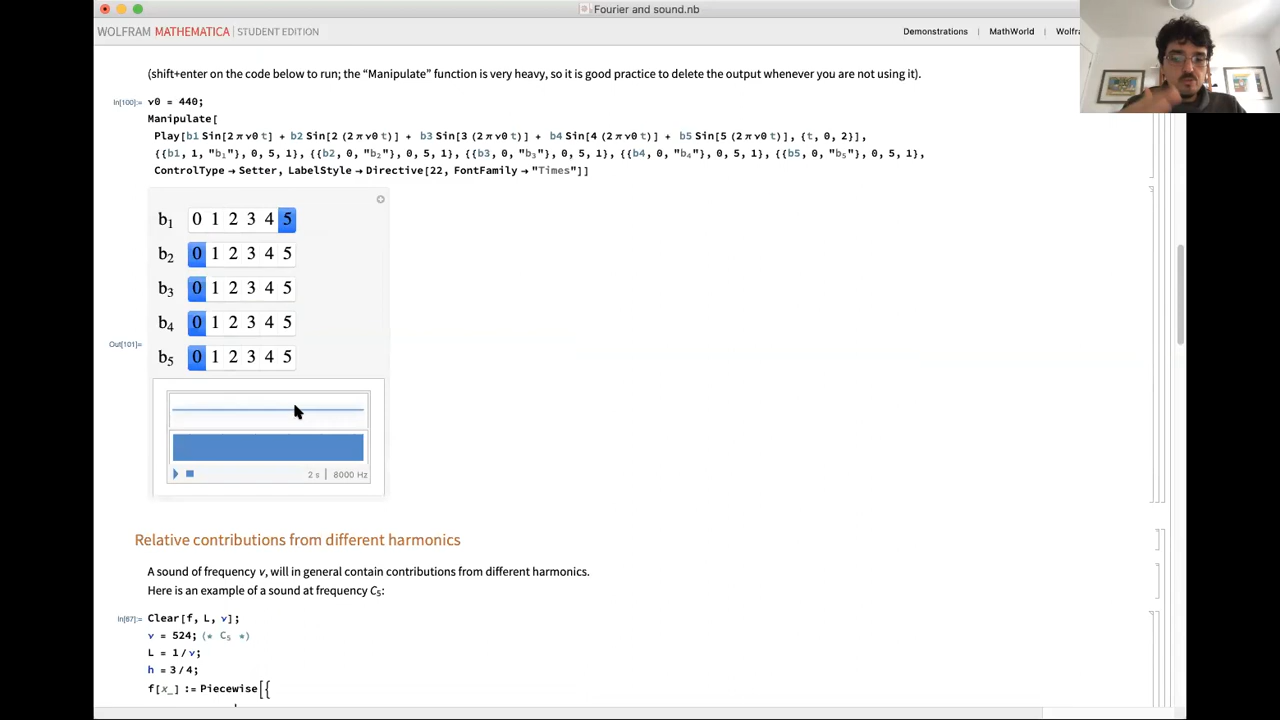 Fourier and sound.nb
WOLFRAM MATHEMATICA | STUDENT EDITION
Demonstrations | MathWorld | Wolfra
(shift+enter on the code below to run; the “Manipulate” function is very heavy, so it is good practice to delete the output whenever you are not using it).
In[100]:= ν0 = 440;
Manipulate[
Play[b1 Sin[2 π ν0 t] + b2 Sin[2 (2 π ν0 t)] + b3 Sin[3 (2 π ν0 t)] + b4 Sin[4 (2 π ν0 t)] + b5 Sin[5 (2 π ν0 t)], {t, 0, 2}],
{{b1, 1, "b₁"}, 0, 5, 1}, {{b2, 0, "b₂"}, 0, 5, 1}, {{b3, 0, "b₃"}, 0, 5, 1}, {{b4, 0, "b₄"}, 0, 5, 1}, {{b5, 0, "b₅"}, 0, 5, 1},
ControlType → Setter, LabelStyle → Directive[22, FontFamily → "Times"]]
b₁ 0 1 2 3 4 5
b₂ 0 1 2 3 4 5
b₃ 0 1 2 3 4 5
b₄ 0 1 2 3 4 5
Out[101]=
b₅ 0 1 2 3 4 5
2 s | 8000 Hz
Relative contributions from different harmonics
A sound of frequency ν, will in general contain contributions from different harmonics.
Here is an example of a sound at frequency C₅:
In[67]:= Clear[f, L, ν];
ν = 524; (* C₅ *)
L = 1 / ν;
h = 3 / 4;
f[x_] := Piecewise[{